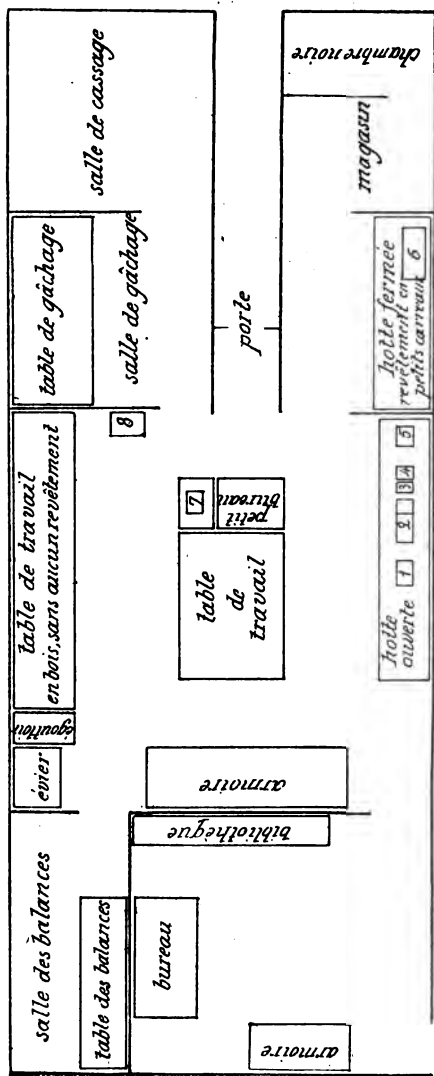 salle de cassage
chambre noire
magasin
table de gâchage
salle de gâchage
porte
hotte fermée
revêtement en
petits carreaux
6
table de travail
en bois, sans aucun revêtement
8
7
petit
bureau
table
de
travail
hotte
ouverte
1
2
3
4
5
égouttoir
évier
armoire
bibliothèque
salle des balances
table des balances
bureau
armoire